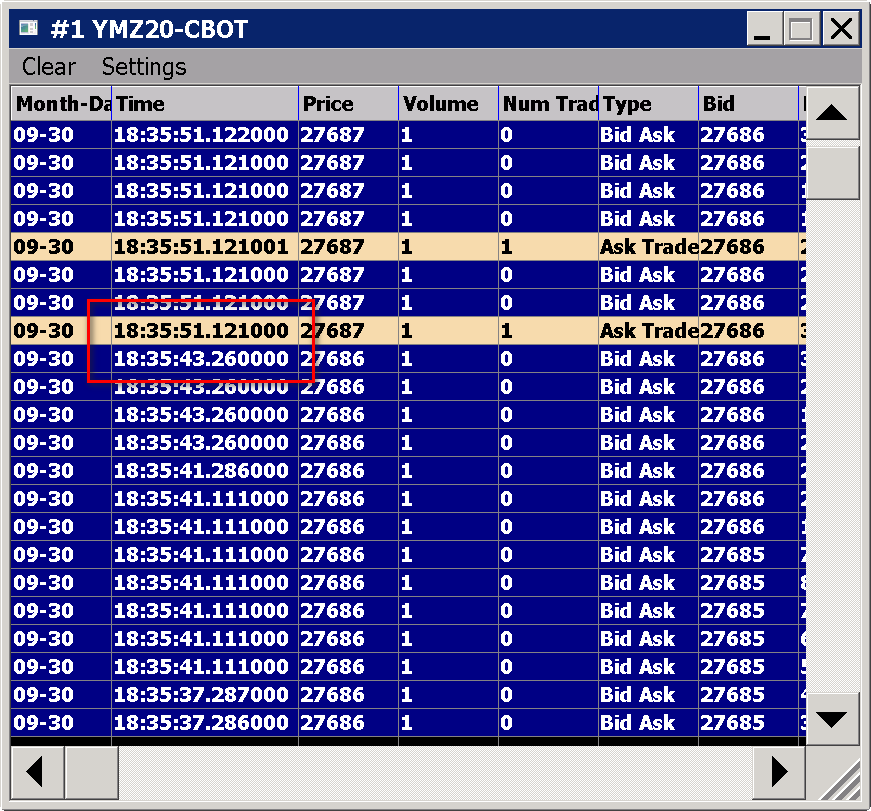 #1 YMZ20-CBOT
Clear Settings
Month-Da Time Price Volume Num Trad Type Bid
09-30 18:35:51.122000 27687 1 0 Bid Ask 27686
09-30 18:35:51.121000 27687 1 0 Bid Ask 27686
09-30 18:35:51.121000 27687 1 0 Bid Ask 27686
09-30 18:35:51.121000 27687 1 0 Bid Ask 27686
09-30 18:35:51.121001 27687 1 1 Ask Trade 27686
09-30 18:35:51.121000 27687 1 0 Bid Ask 27686
09-30 18:35:51.121000 27687 1 0 Bid Ask 27686
09-30 18:35:51.121000 27687 1 1 Ask Trade 27686
09-30 18:35:43.260000 27686 1 0 Bid Ask 27686
09-30 18:35:43.260000 27686 1 0 Bid Ask 27686
09-30 18:35:43.260000 27686 1 0 Bid Ask 27686
09-30 18:35:43.260000 27686 1 0 Bid Ask 27686
09-30 18:35:41.286000 27686 1 0 Bid Ask 27686
09-30 18:35:41.111000 27686 1 0 Bid Ask 27686
09-30 18:35:41.111000 27686 1 0 Bid Ask 27686
09-30 18:35:41.111000 27686 1 0 Bid Ask 27685
09-30 18:35:41.111000 27686 1 0 Bid Ask 27685
09-30 18:35:41.111000 27686 1 0 Bid Ask 27685
09-30 18:35:41.111000 27686 1 0 Bid Ask 27685
09-30 18:35:41.111000 27686 1 0 Bid Ask 27685
09-30 18:35:37.287000 27686 1 0 Bid Ask 27685
09-30 18:35:37.286000 27686 1 0 Bid Ask 27685